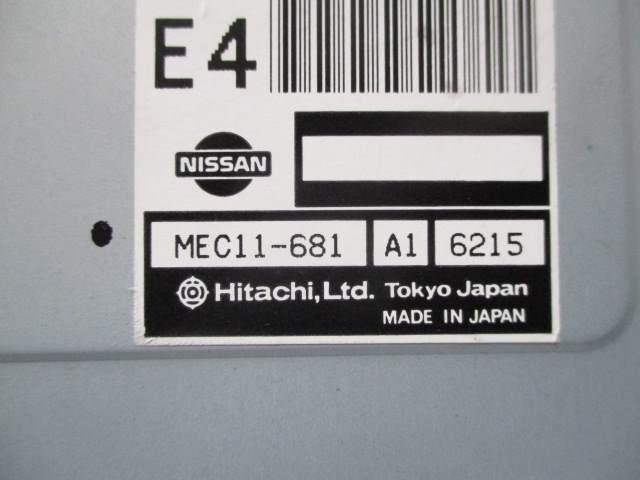 E4
NISSAN
MEC11-681 A1 6215
Hitachi, Ltd. Tokyo Japan
MADE IN JAPAN